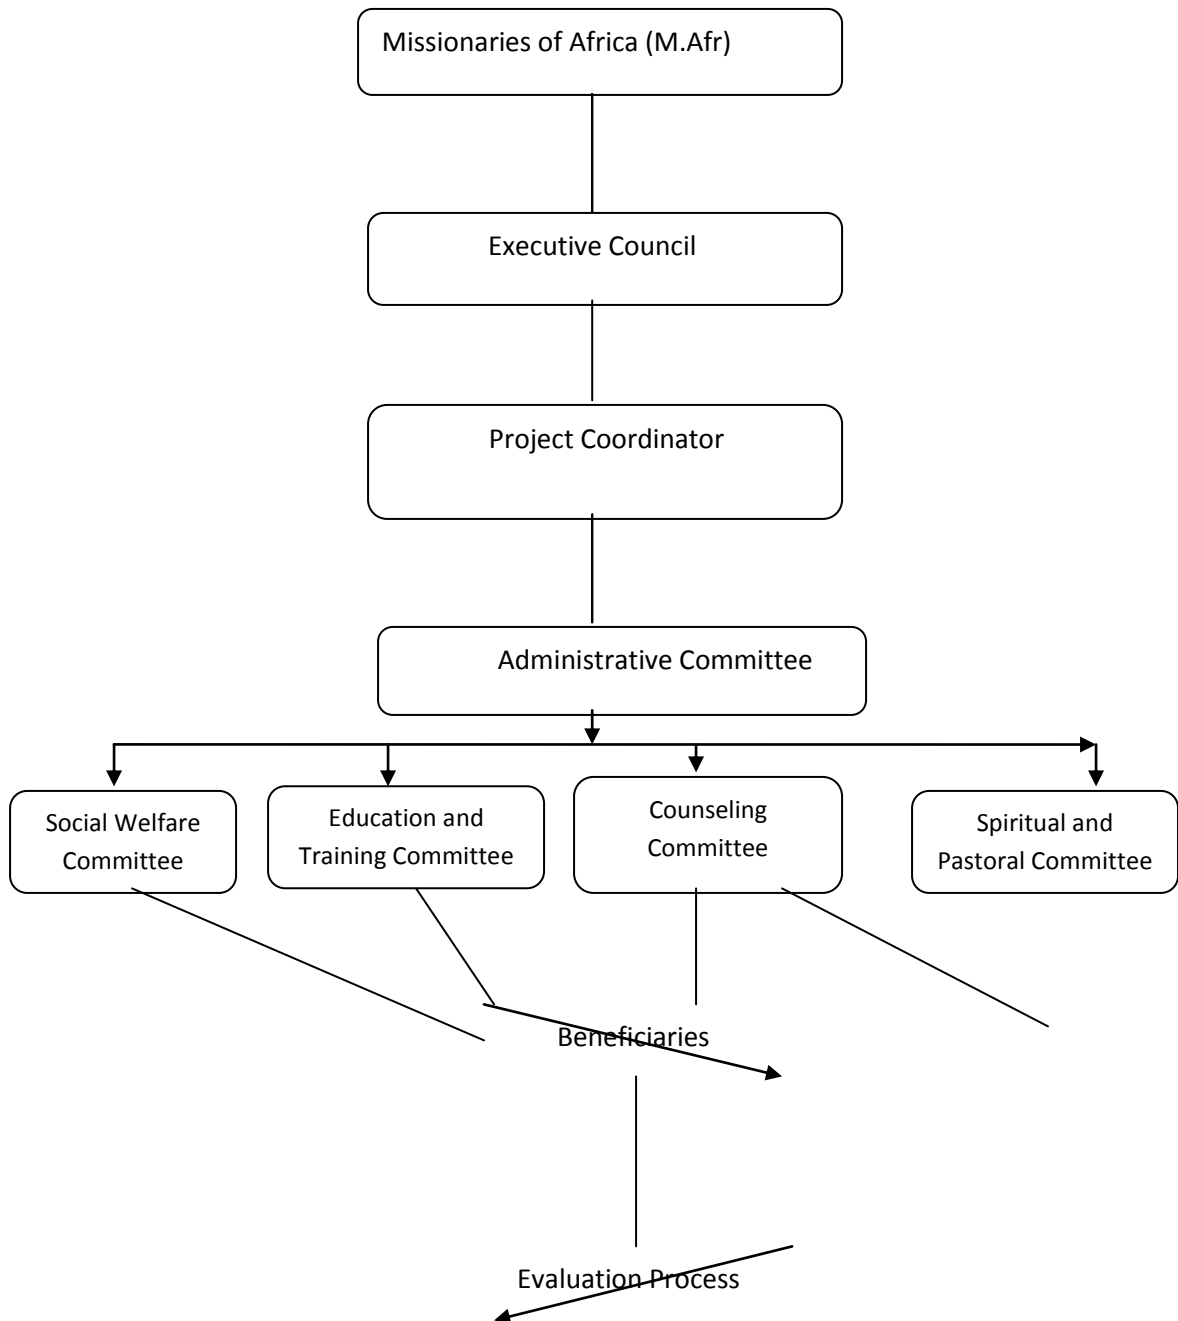 Missionaries of Africa (M.Afr)
Executive Council
Project Coordinator
Administrative Committee
Social Welfare
Committee
Education and
Training Committee
Counseling
Committee
Spiritual and
Pastoral Committee
Beneficiaries
Evaluation Process